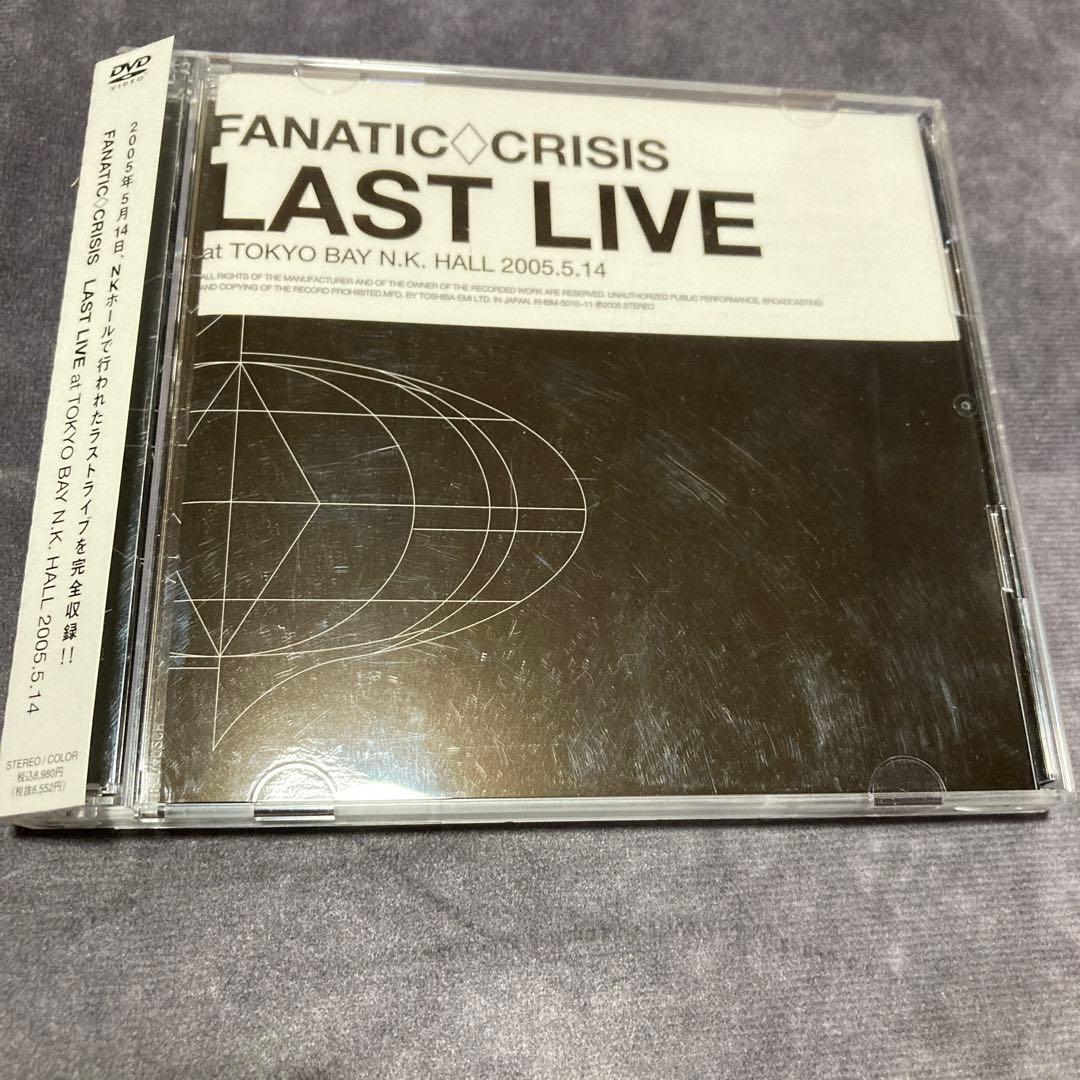 DVD
VIDEO
2005年5月14日、NKホールで行われたラストライブを完全収録!!
FANATIC◇CRISIS LAST LIVE at TOKYO BAY N.K. HALL 2005.5.14
STEREO / COLOR
税込8,980円
(税抜8,552円)
FANATIC◇CRISIS
LAST LIVE
at TOKYO BAY N.K. HALL 2005.5.14
ALL RIGHTS OF THE MANUFACTURER AND OF THE OWNER OF THE RECORDED WORK ARE RESERVED. UNAUTHORIZED PUBLIC PERFORMANCE, BROADCASTING
AND COPYING OF THE RECORD PROHIBITED.MFD. BY TOSHIBA-EMI LTD. IN JAPAN. KHBM-5010~11 ℗2005 STEREO